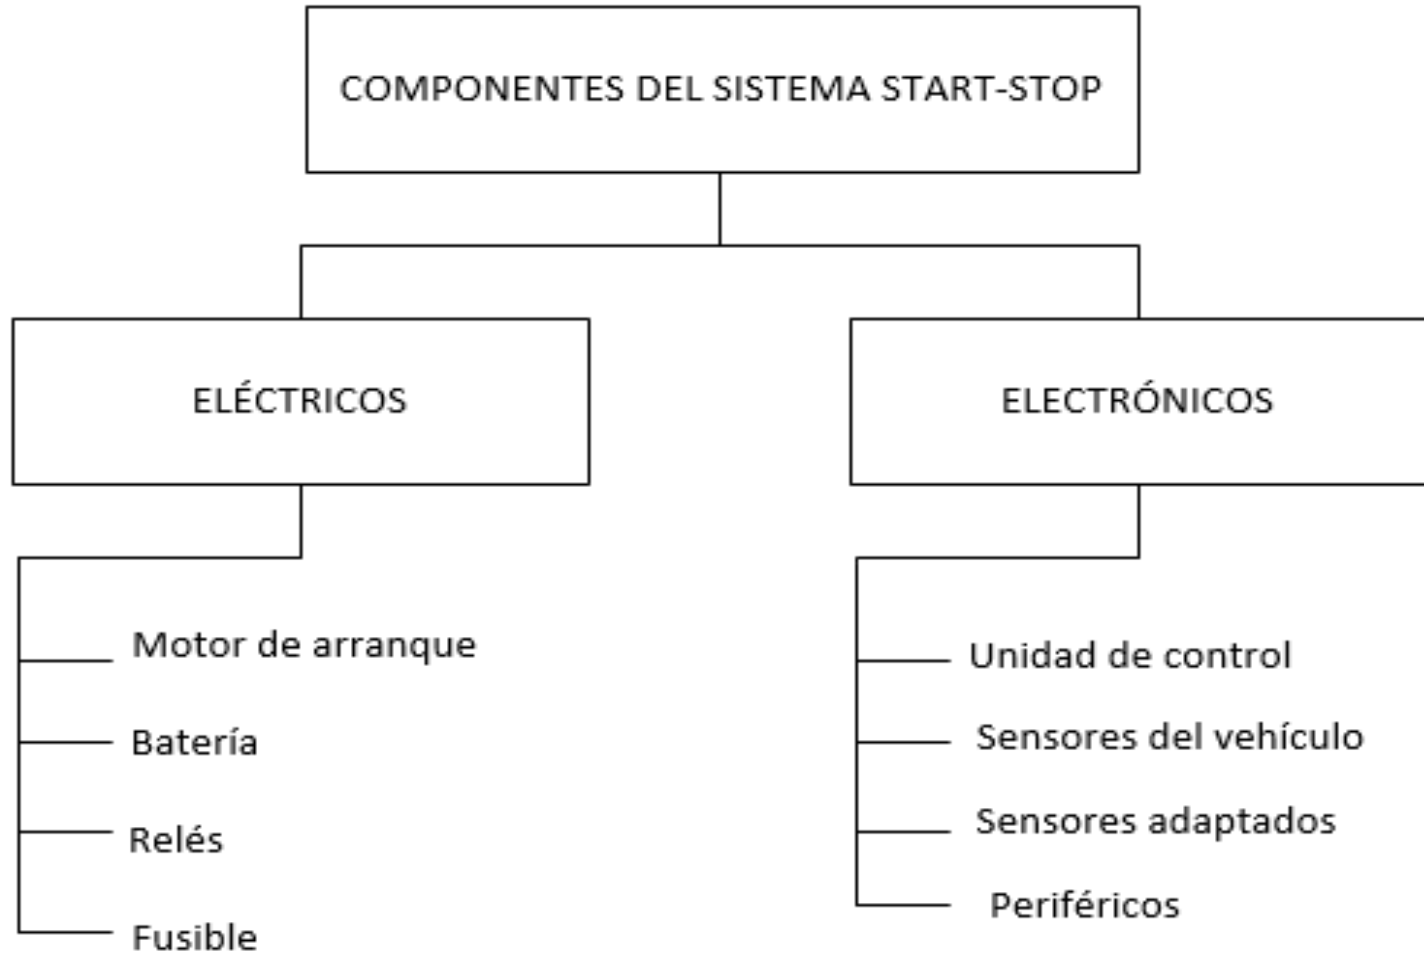 COMPONENTES DEL SISTEMA START-STOP
ELÉCTRICOS
Motor de arranque
Batería
Relés
Fusible
ELECTRÓNICOS
Unidad de control
Sensores del vehículo
Sensores adaptados
Periféricos